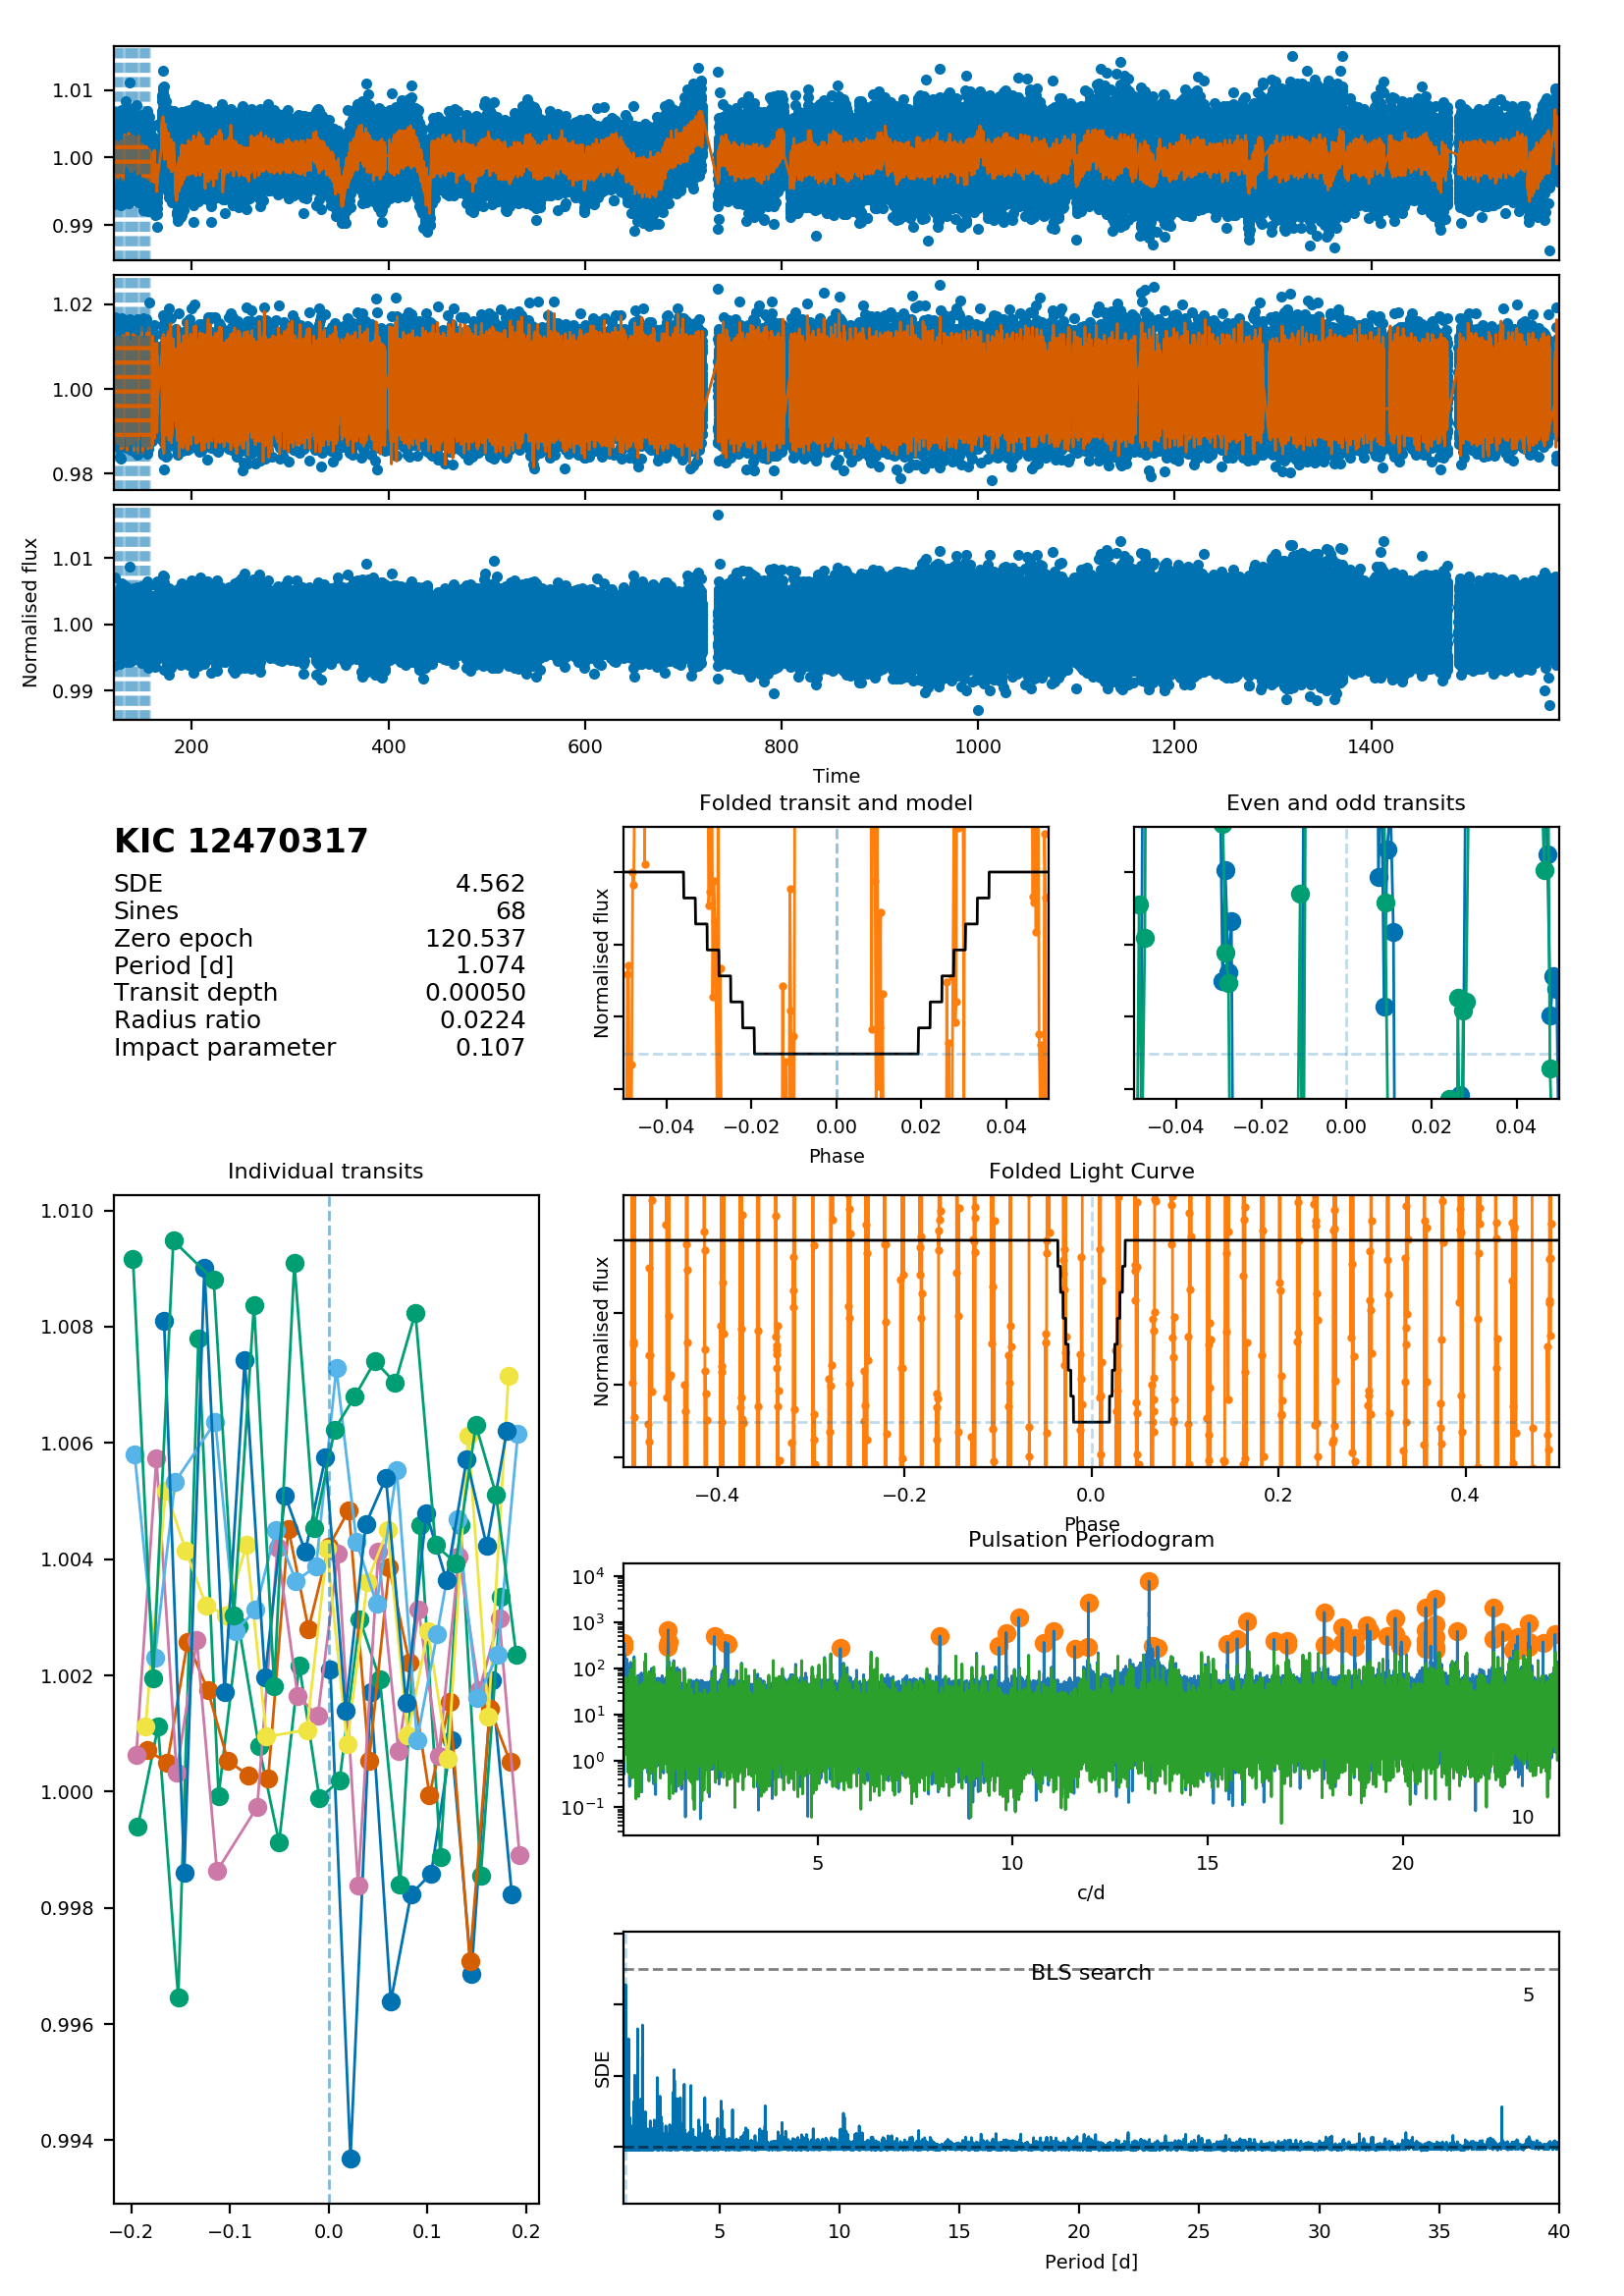 1.01
1.00
0.99
1.02
1.00
0.98
1.01
1.00
0.99
Normalised flux
200 400 600 800 1000 1200 1400
Time
KIC 12470317
SDE 4.562
Sines 68
Zero epoch 120.537
Period [d] 1.074
Transit depth 0.00050
Radius ratio 0.0224
Impact parameter 0.107
Folded transit and model
Normalised flux
−0.04 −0.02 0.00 0.02 0.04
Phase
Even and odd transits
−0.04 −0.02 0.00 0.02 0.04
Individual transits
1.010
1.008
1.006
1.004
1.002
1.000
0.998
0.996
0.994
−0.2 −0.1 0.0 0.1 0.2
Folded Light Curve
Normalised flux
−0.4 −0.2 0.0 0.2 0.4
Phase
Pulsation Periodogram
10⁴
10³
10²
10¹
10⁰
10⁻¹
10
5 10 15 20
c/d
BLS search
5
SDE
5 10 15 20 25 30 35 40
Period [d]